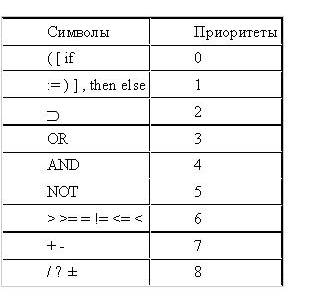 Символы Приоритеты
( [ if 0
:= ) ] , then else 1
⊃ 2
OR 3
AND 4
NOT 5
> >= = != <= < 6
+ - 7
/ ? ± 8